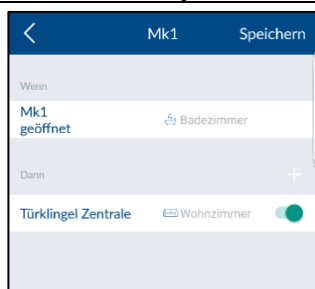 Mk1 Speichern
Wenn
Mk1
geöffnet Badezimmer
Dann
Türklingel Zentrale Wohnzimmer